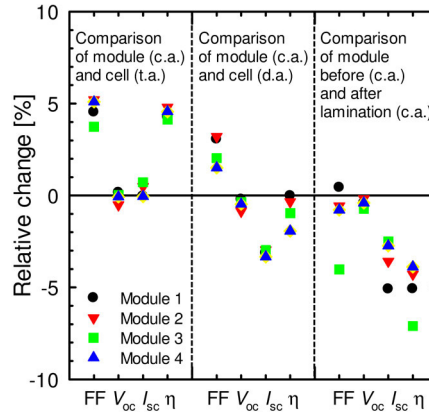 Relative change [%]
10
5
0
-5
-10
Comparison
of module (c.a.)
and cell (t.a.)
Comparison
of module (c.a.)
and cell (d.a.)
Comparison
of module
before (c.a.)
and after
lamination (c.a.)
Module 1
Module 2
Module 3
Module 4
FF Voc Isc η
FF Voc Isc η
FF Voc Isc η